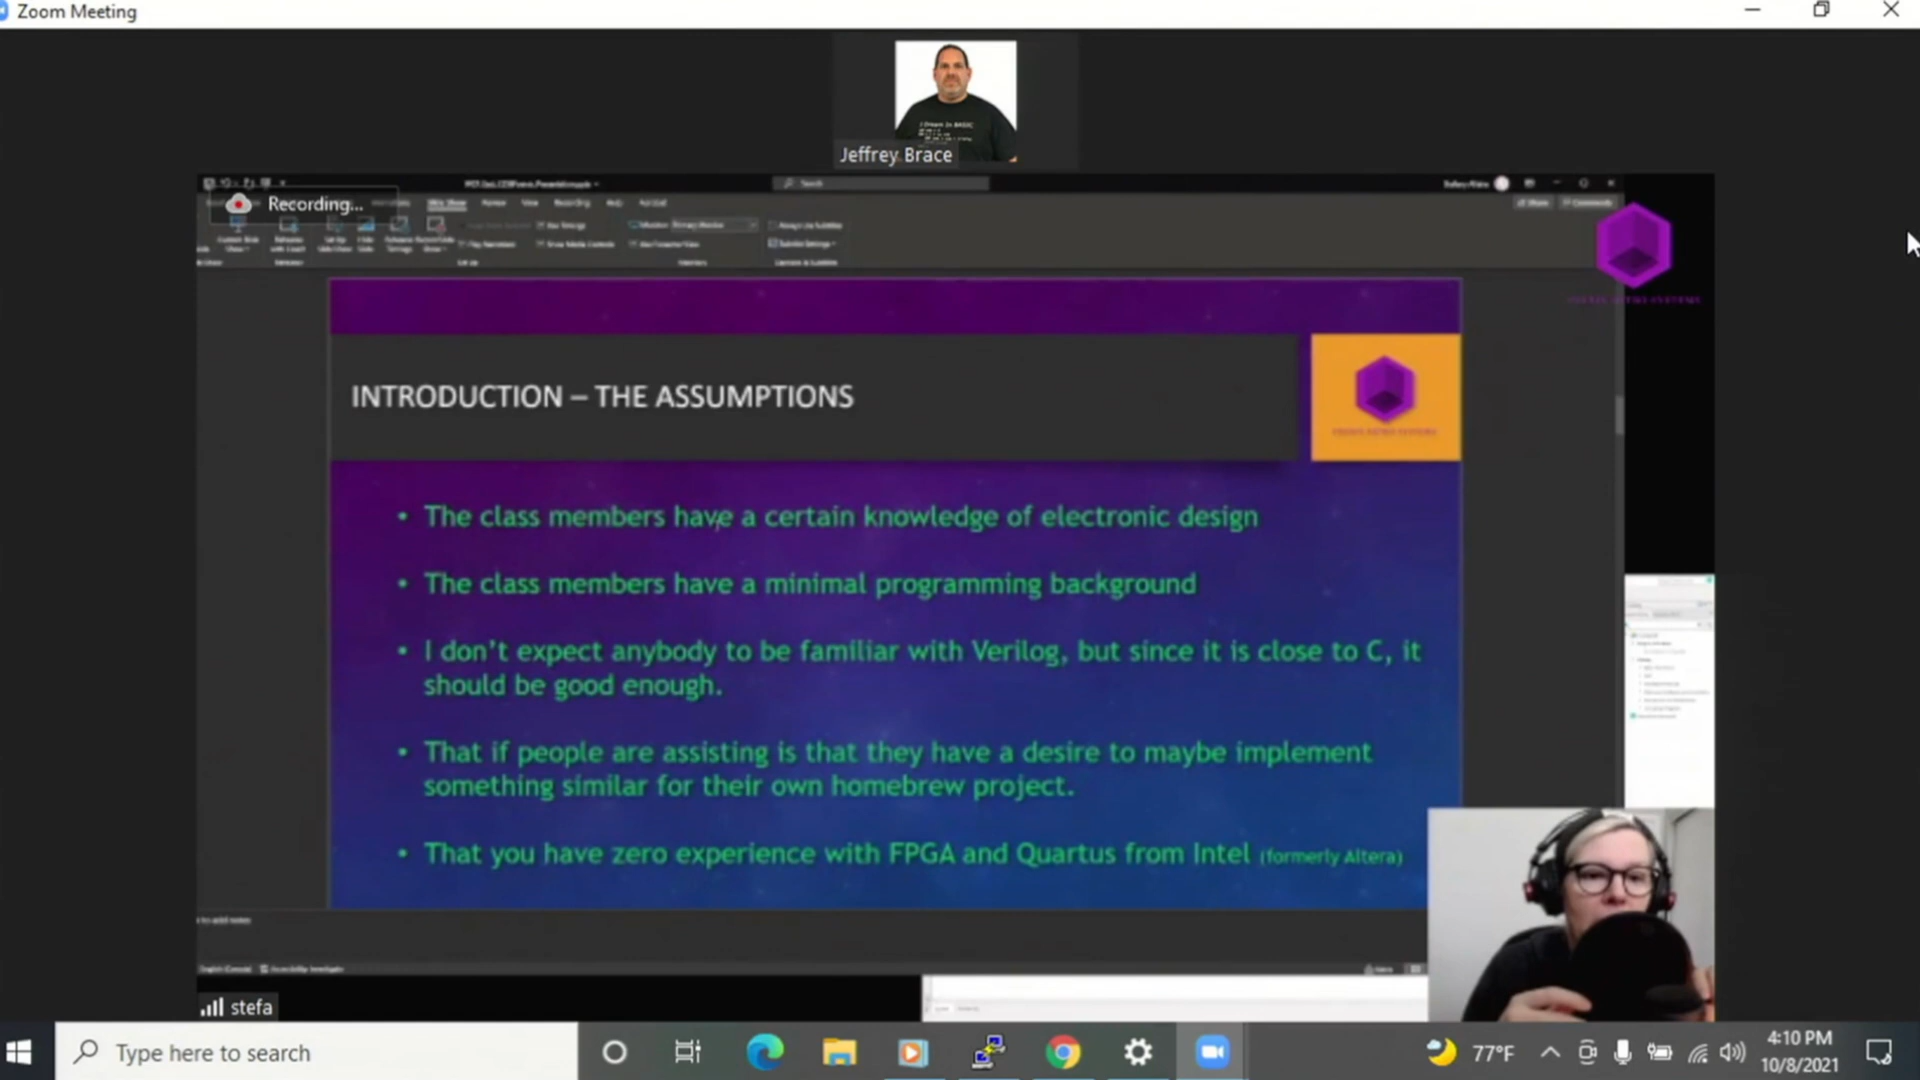 Zoom Meeting
Jeffrey Brace
Recording...
Search
INTRODUCTION – THE ASSUMPTIONS
• The class members have a certain knowledge of electronic design
• The class members have a minimal programming background
• I don't expect anybody to be familiar with Verilog, but since it is close to C, it
should be good enough.
• That if people are assisting is that they have a desire to maybe implement
something similar for their own homebrew project.
• That you have zero experience with FPGA and Quartus from Intel (formerly Altera)
to add notes
stefa
Type here to search
77°F
4:10 PM
10/8/2021